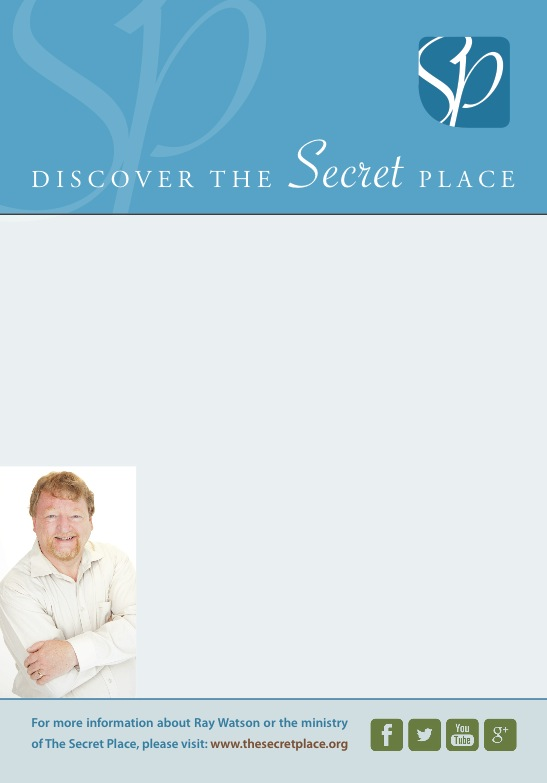 Sp
DISCOVER THE Secret PLACE
For more information about Ray Watson or the ministry
of The Secret Place, please visit: www.thesecretplace.org
f You Tube g+